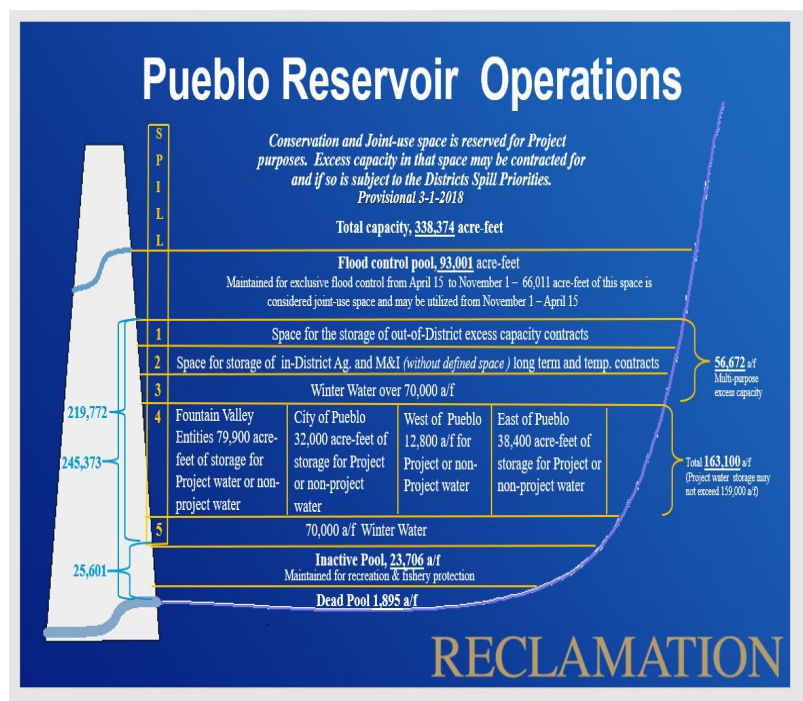 Pueblo Reservoir Operations
S
P
I
L
L
Conservation and Joint-use space is reserved for Project
purposes. Excess capacity in that space may be contracted for
and if so is subject to the Districts Spill Priorities.
Provisional 3-1-2018
Total capacity, 338,374 acre-feet
Flood control pool, 93,001 acre-feet
Maintained for exclusive flood control from April 15 to November 1 – 66,011 acre-feet of this space is
considered joint-use space and may be utilized from November 1 – April 15
1 Space for the storage of out-of-District excess capacity contracts
2 Space for storage of in-District Ag. and M&I (without defined space ) long term and temp. contracts
3 Winter Water over 70,000 a/f
56,672 a/f
Multi-purpose
excess capacity
4
Fountain Valley
Entities 79,900 acre-
feet of storage for
Project water or non-
project water
City of Pueblo
32,000 acre-feet of
storage for Project
or non-project
water
West of Pueblo
12,800 a/f for
Project or non-
Project water
East of Pueblo
38,400 acre-feet of
storage for Project or
non-project water
Total 163,100 a/f
(Project water storage may
not exceed 159,000 a/f)
219,772
245,373
5 70,000 a/f Winter Water
Inactive Pool, 23,706 a/f
Maintained for recreation & fishery protection
25,601
Dead Pool 1,895 a/f
RECLAMATION